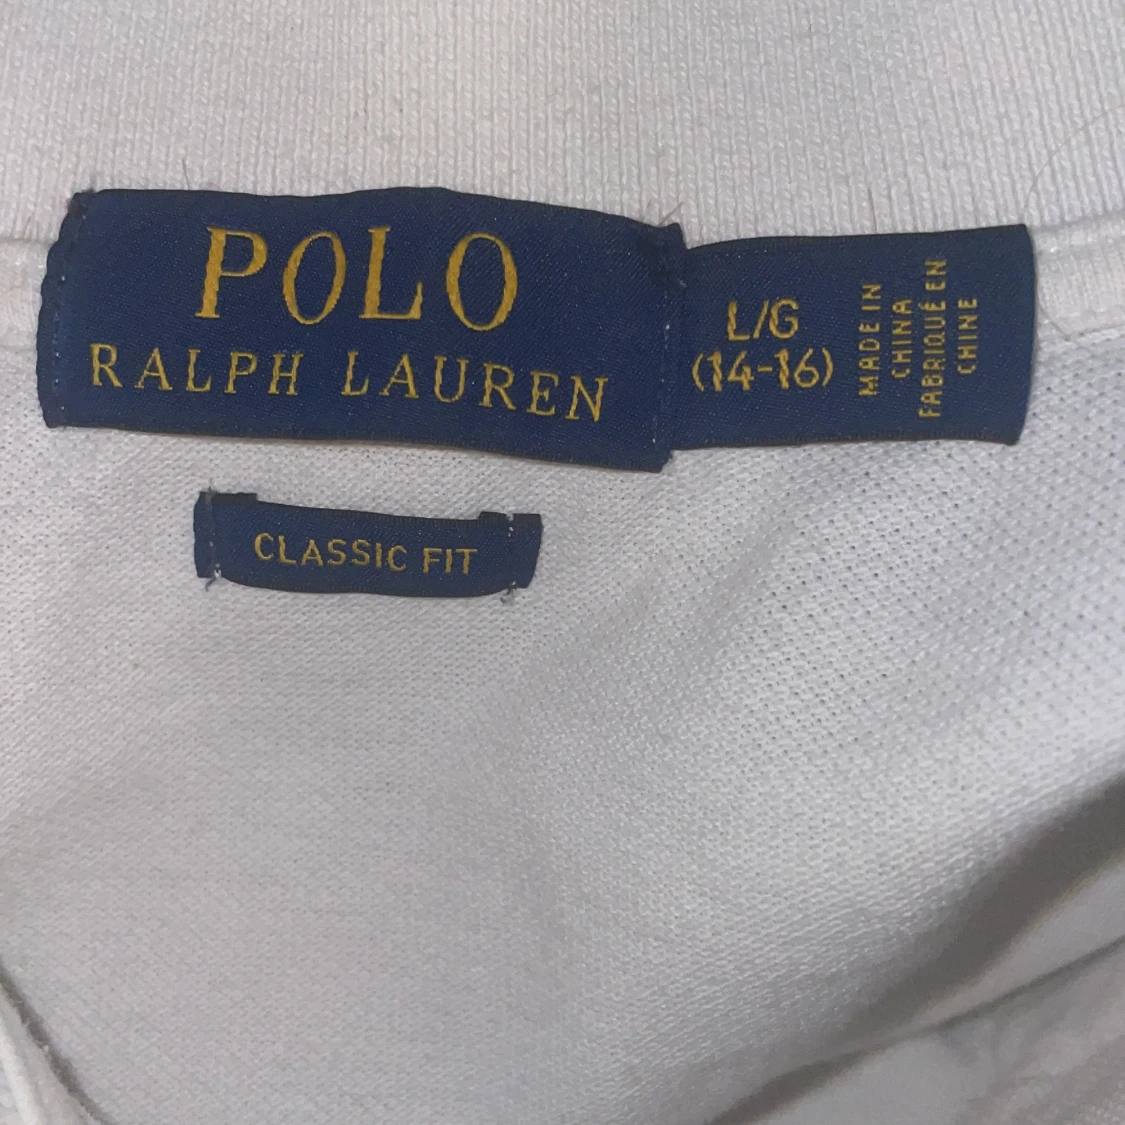 POLO
RALPH LAUREN
L/G
(14-16)
MADE IN
CHINA
FABRIQUÉ EN
CHINE
CLASSIC FIT